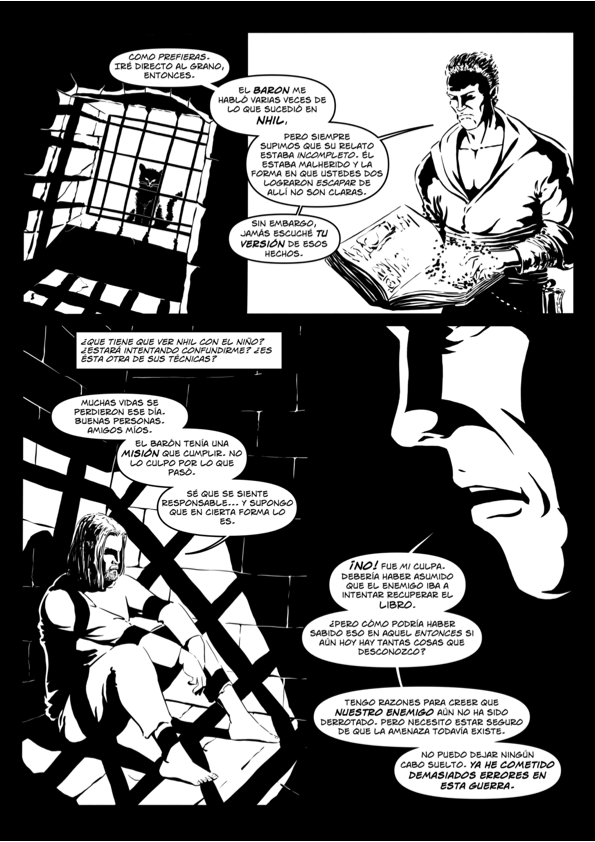 COMO PREFIERAS.
IRÉ DIRECTO AL GRANO,
ENTONCES.
EL BARON ME
HABLÓ VARIAS VECES DE
LO QUE SUCEDIÓ EN
NHIL,
PERO SIEMPRE
SUPIMOS QUE SU RELATO
ESTABA INCOMPLETO. ÉL
ESTABA MALHERIDO Y LA
FORMA EN QUE USTEDES DOS
LOGRARON ESCAPAR DE
ALLÍ NO SON CLARAS.
SIN EMBARGO,
JAMÁS ESCUCHÉ TU
VERSIÓN DE ESOS
HECHOS.
¿QUE TIENE QUE VER NHIL CON EL NIÑO?
¿ESTARÁ INTENTANDO CONFUNDIRME? ¿ES
ÉSTA OTRA DE SUS TÉCNICAS?
MUCHAS VIDAS SE
PERDIERON ESE DÍA.
BUENAS PERSONAS.
AMIGOS MÍOS.
EL BARÓN TENÍA UNA
MISIÓN QUE CUMPLIR. NO
LO CULPO POR LO QUE
PASÓ.
SÉ QUE SE SIENTE
RESPONSABLE... Y SUPONGO
QUE EN CIERTA FORMA LO
ES.
¡NO! FUE MI CULPA.
DEBERÍA HABER ASUMIDO
QUE EL ENEMIGO IBA A
INTENTAR RECUPERAR EL
LIBRO.
¿PERO CÓMO PODRÍA HABER
SABIDO ESO EN AQUEL ENTONCES SI
AÚN HOY HAY TANTAS COSAS QUE
DESCONOZCO?
TENGO RAZONES PARA CREER QUE
NUESTRO ENEMIGO AÚN NO HA SIDO
DERROTADO. PERO NECESITO ESTAR SEGURO
DE QUE LA AMENAZA TODAVÍA EXISTE.
NO PUEDO DEJAR NINGÚN
CABO SUELTO. YA HE COMETIDO
DEMASIADOS ERRORES EN
ESTA GUERRA.